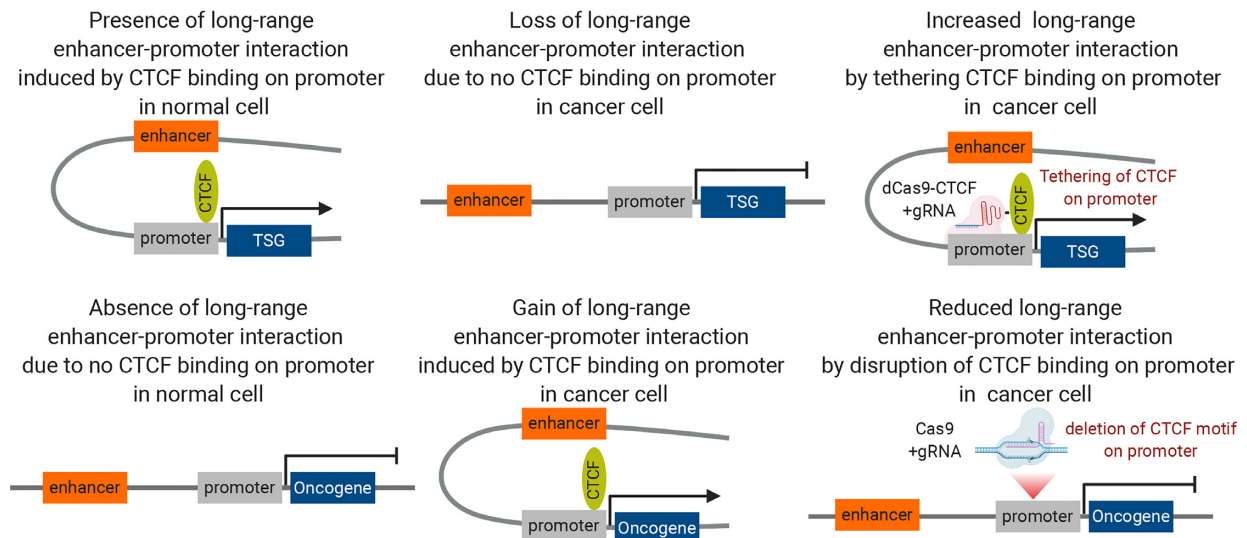 Presence of long-range
enhancer-promoter interaction
induced by CTCF binding on promoter
in normal cell
enhancer
CTCF
promoter
TSG
Loss of long-range
enhancer-promoter interaction
due to no CTCF binding on promoter
in cancer cell
enhancer
promoter
TSG
Increased long-range
enhancer-promoter interaction
by tethering CTCF binding on promoter
in cancer cell
enhancer
dCas9-CTCF
+gRNA
CTCF
Tethering of CTCF
on promoter
promoter
TSG
Absence of long-range
enhancer-promoter interaction
due to no CTCF binding on promoter
in normal cell
enhancer
promoter
Oncogene
Gain of long-range
enhancer-promoter interaction
induced by CTCF binding on promoter
in cancer cell
enhancer
CTCF
promoter
Oncogene
Reduced long-range
enhancer-promoter interaction
by disruption of CTCF binding on promoter
in cancer cell
Cas9
+gRNA
deletion of CTCF motif
on promoter
enhancer
promoter
Oncogene